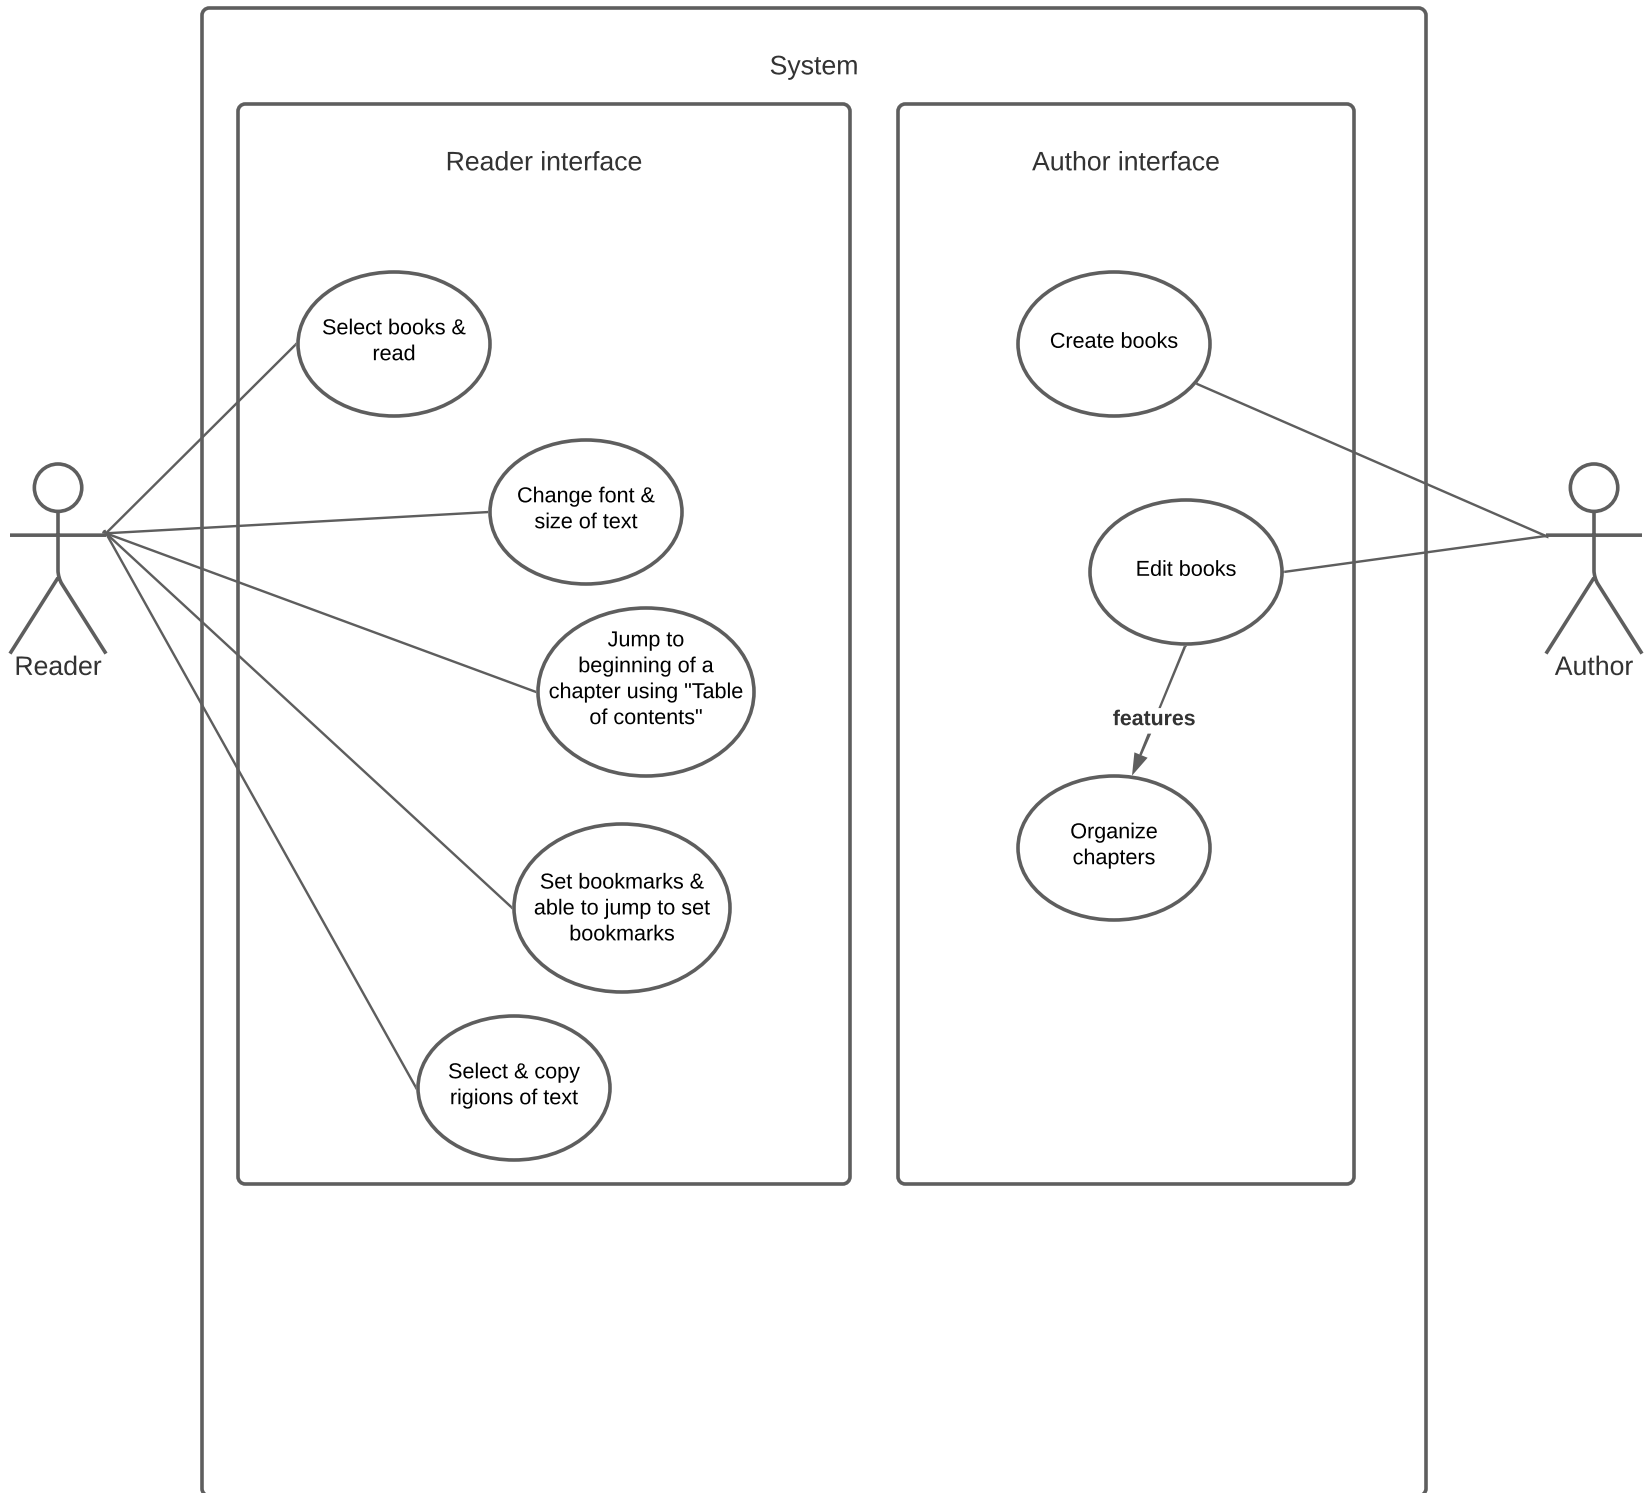 System
Reader interface
Select books &
read
Change font &
size of text
Jump to
beginning of a
chapter using "Table
of contents"
Set bookmarks &
able to jump to set
bookmarks
Select & copy
rigions of text
Reader
Author interface
Create books
Edit books
features
Organize
chapters
Author